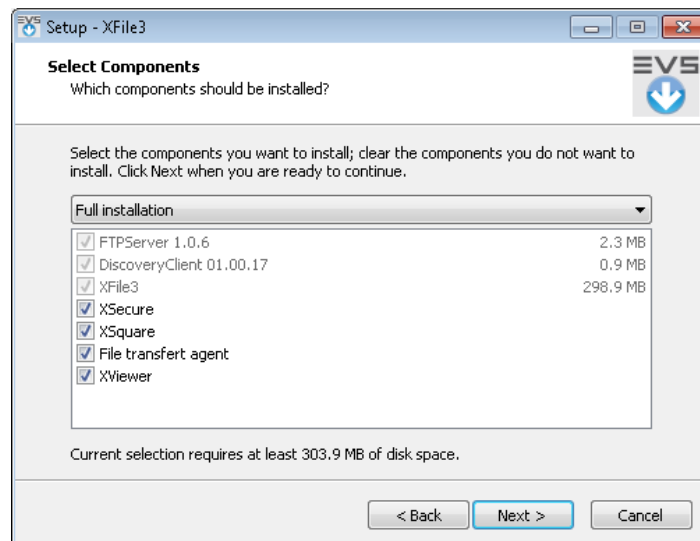 EVS
Setup - XFile3
Select Components
Which components should be installed?
EVS
Select the components you want to install; clear the components you do not want to
install. Click Next when you are ready to continue.
Full installation
FTPServer 1.0.6 2.3 MB
DiscoveryClient 01.00.17 0.9 MB
XFile3 298.9 MB
XSecure
XSquare
File transfert agent
XViewer
Current selection requires at least 303.9 MB of disk space.
< Back Next > Cancel